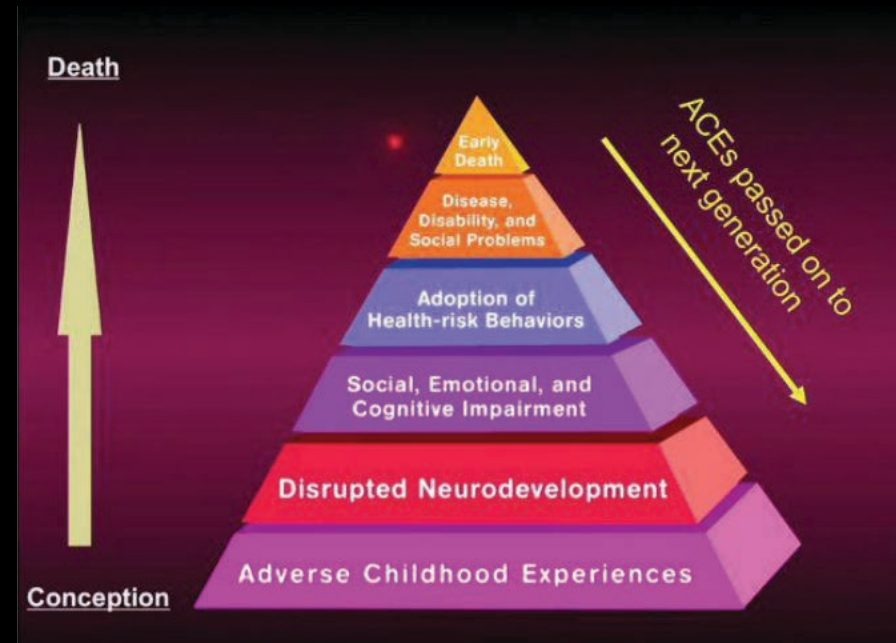 Death
ACEs passed on to
next generation
Early
Death
Disease,
Disability, and
Social Problems
Adoption of
Health-risk Behaviors
Social, Emotional, and
Cognitive Impairment
Disrupted Neurodevelopment
Adverse Childhood Experiences
Conception